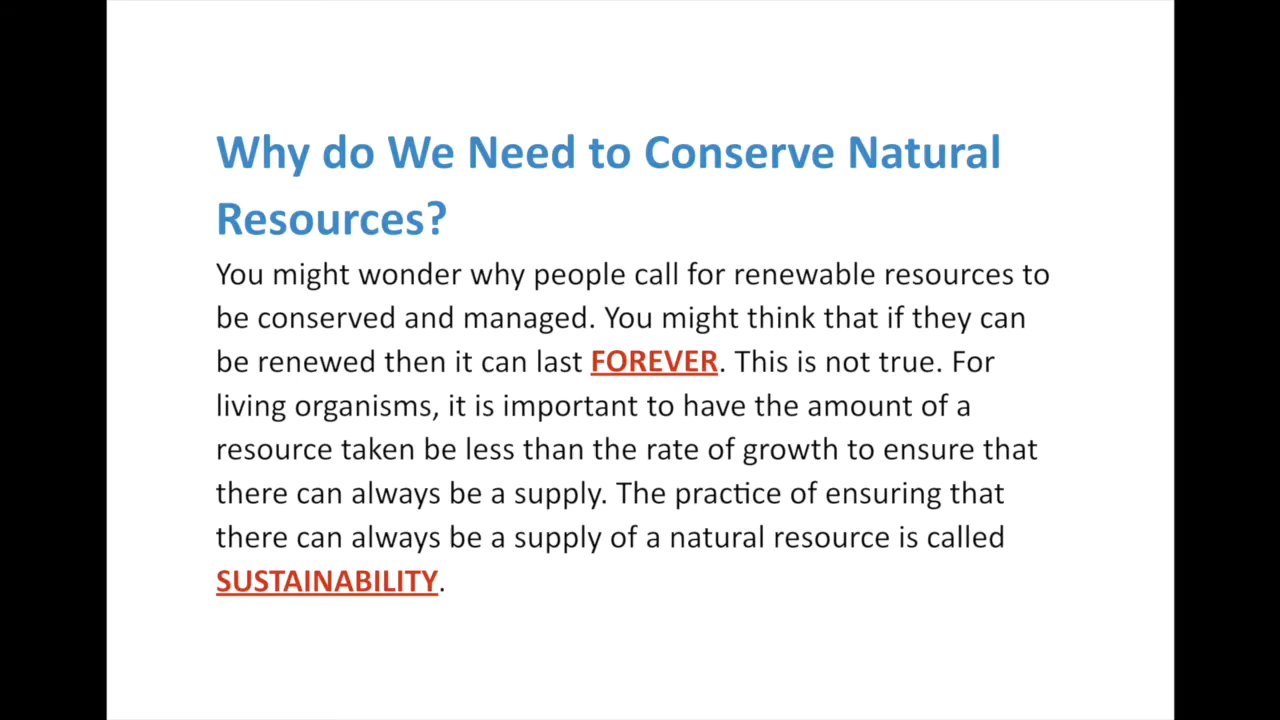 Why do We Need to Conserve Natural
Resources?
You might wonder why people call for renewable resources to
be conserved and managed. You might think that if they can
be renewed then it can last FOREVER. This is not true. For
living organisms, it is important to have the amount of a
resource taken be less than the rate of growth to ensure that
there can always be a supply. The practice of ensuring that
there can always be a supply of a natural resource is called
SUSTAINABILITY.